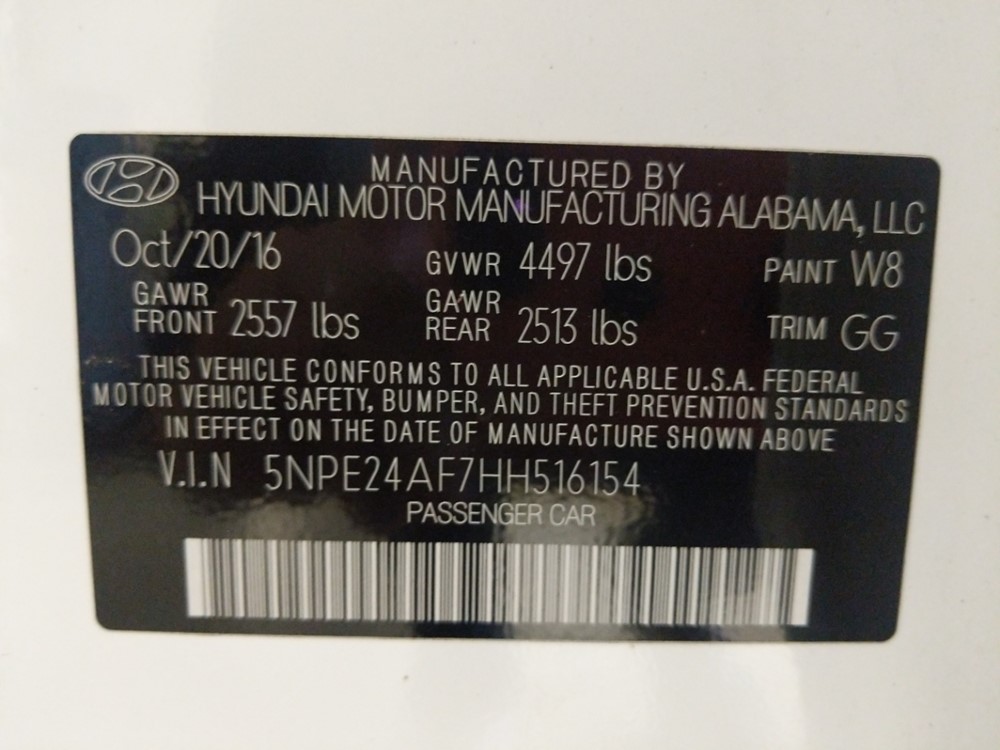 MANUFACTURED BY
HYUNDAI MOTOR MANUFACTURING ALABAMA, LLC
Oct/20/16 GVWR 4497 lbs PAINT W8
GAWR FRONT 2557 lbs GAWR REAR 2513 lbs TRIM GG
THIS VEHICLE CONFORMS TO ALL APPLICABLE U.S.A. FEDERAL
MOTOR VEHICLE SAFETY, BUMPER, AND THEFT PREVENTION STANDARDS
IN EFFECT ON THE DATE OF MANUFACTURE SHOWN ABOVE
V.I.N 5NPE24AF7HH516154
PASSENGER CAR